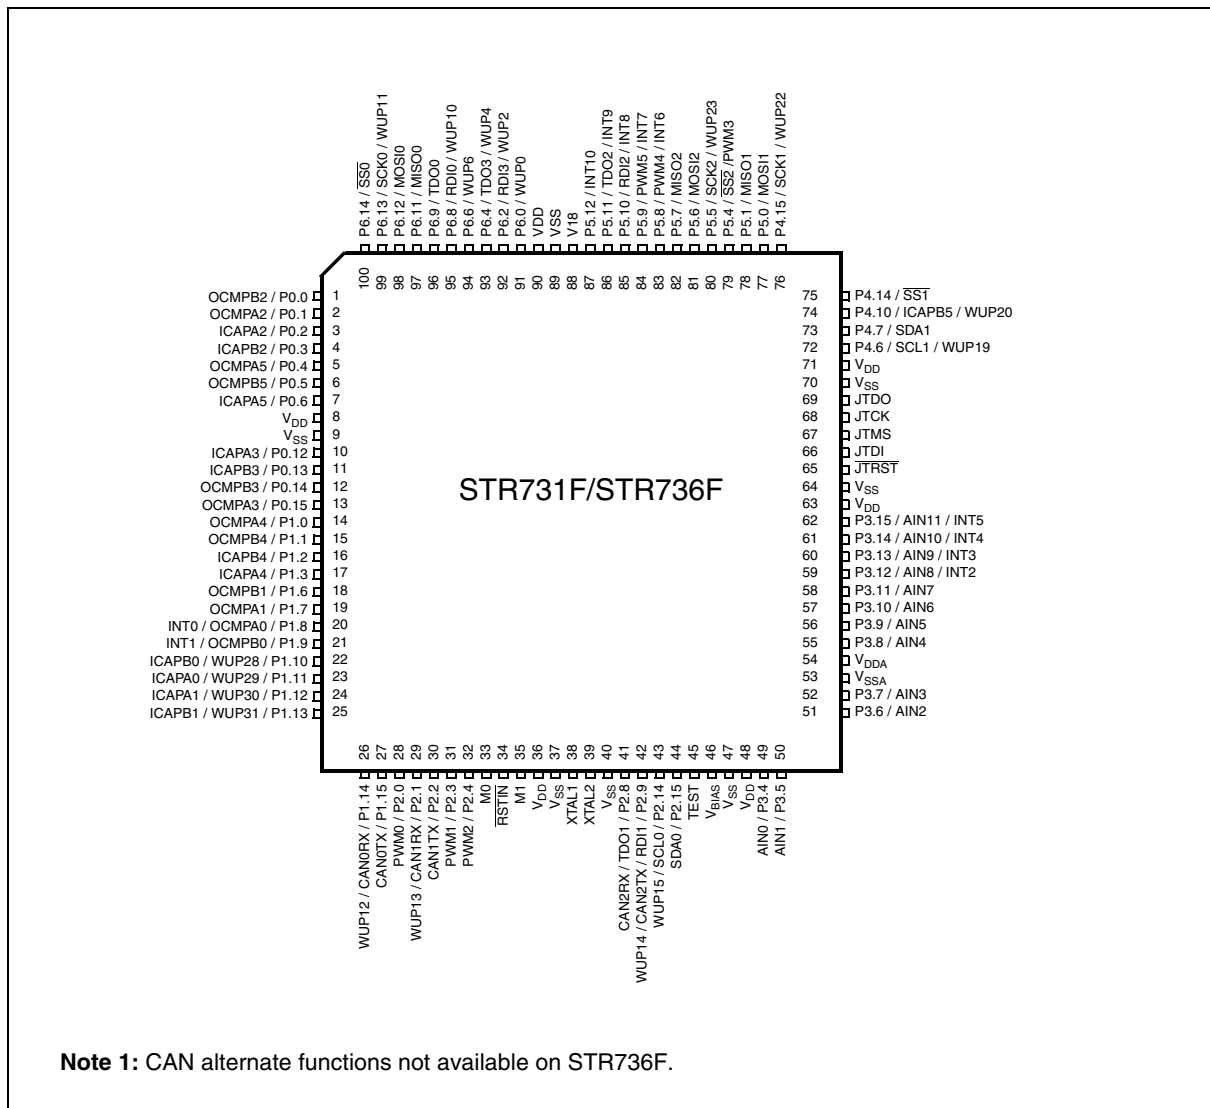 P6.14 / SS0
P6.13 / SCK0 / WUP11
P6.12 / MOSI0
P6.11 / MISO0
P6.9 / TDO0
P6.8 / RDI0 / WUP10
P6.6 / WUP6
P6.4 / TDO3 / WUP4
P6.2 / RDI3 / WUP2
P6.0 / WUP0
VDD
VSS
V18
P5.12 / INT10
P5.11 / TDO2 / INT9
P5.10 / RDI2 / INT8
P5.9 / PWM5 / INT7
P5.8 / PWM4 / INT6
P5.7 / MISO2
P5.6 / MOSI2
P5.5 / SCK2 / WUP23
P5.4 / SS2 /PWM3
P5.1 / MISO1
P5.0 / MOSI1
P4.15 / SCK1 / WUP22
100
99
98
97
96
95
94
93
92
91
90
89
88
87
86
85
84
83
82
81
80
79
78
77
76
OCMPB2 / P0.0 1
OCMPA2 / P0.1 2
ICAPA2 / P0.2 3
ICAPB2 / P0.3 4
OCMPA5 / P0.4 5
OCMPB5 / P0.5 6
ICAPA5 / P0.6 7
VDD 8
VSS 9
ICAPA3 / P0.12 10
ICAPB3 / P0.13 11
OCMPB3 / P0.14 12
OCMPA3 / P0.15 13
OCMPA4 / P1.0 14
OCMPB4 / P1.1 15
ICAPB4 / P1.2 16
ICAPA4 / P1.3 17
OCMPB1 / P1.6 18
OCMPA1 / P1.7 19
INT0 / OCMPA0 / P1.8 20
INT1 / OCMPB0 / P1.9 21
ICAPB0 / WUP28 / P1.10 22
ICAPA0 / WUP29 / P1.11 23
ICAPA1 / WUP30 / P1.12 24
ICAPB1 / WUP31 / P1.13 25
STR731F/STR736F
75 P4.14 / SS1
74 P4.10 / ICAPB5 / WUP20
73 P4.7 / SDA1
72 P4.6 / SCL1 / WUP19
71 VDD
70 VSS
69 JTDO
68 JTCK
67 JTMS
66 JTDI
65 JTRST
64 VSS
63 VDD
62 P3.15 / AIN11 / INT5
61 P3.14 / AIN10 / INT4
60 P3.13 / AIN9 / INT3
59 P3.12 / AIN8 / INT2
58 P3.11 / AIN7
57 P3.10 / AIN6
56 P3.9 / AIN5
55 P3.8 / AIN4
54 VDDA
53 VSSA
52 P3.7 / AIN3
51 P3.6 / AIN2
26
27
28
29
30
31
32
33
34
35
36
37
38
39
40
41
42
43
44
45
46
47
48
49
50
WUP12 / CAN0RX / P1.14
CAN0TX / P1.15
PWM0 / P2.0
WUP13 / CAN1RX / P2.1
CAN1TX / P2.2
PWM1 / P2.3
PWM2 / P2.4
M0
RSTIN
M1
VDD
VSS
XTAL1
XTAL2
VSS
CAN2RX / TDO1 / P2.8
WUP14 / CAN2TX / RDI1 / P2.9
WUP15 / SCL0 / P2.14
SDA0 / P2.15
TEST
VBIAS
VSS
VDD
AIN0 / P3.4
AIN1 / P3.5
Note 1: CAN alternate functions not available on STR736F.